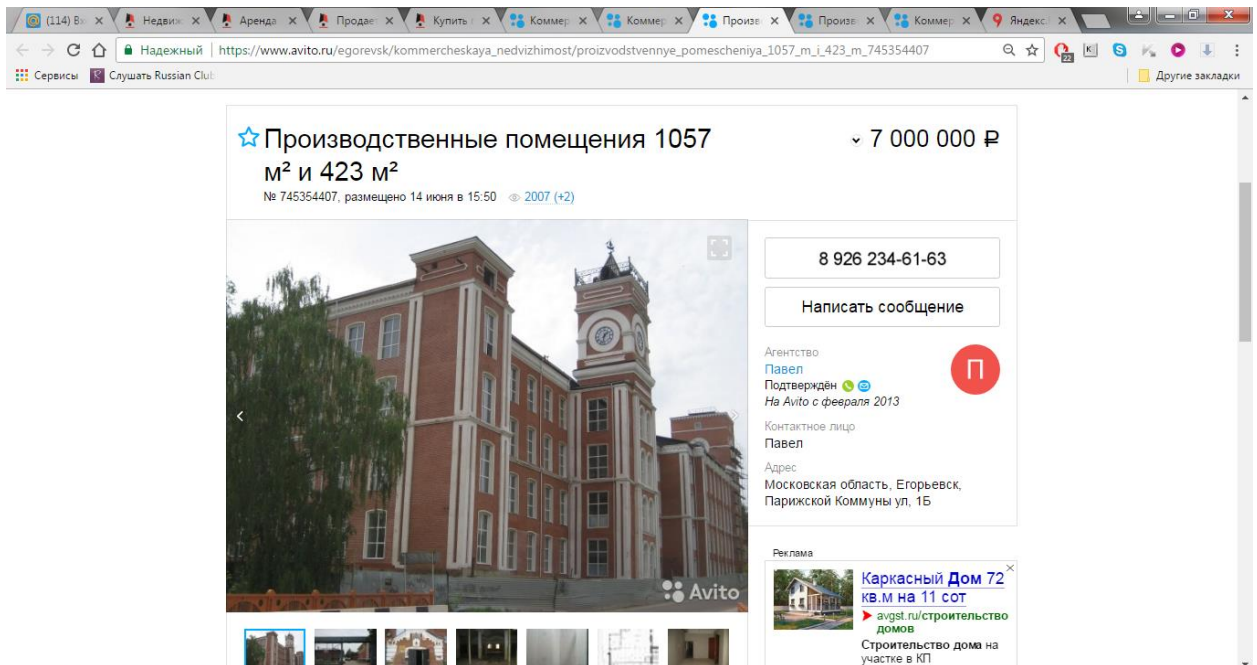 (114) Вх
Недвиж
Аренда
Продает
Купить
Коммер
Коммер
Произв
Произв
Коммер
Яндекс.
Надежный
https://www.avito.ru/egorevsk/kommercheskaya_nedvizhimost/proizvodstvennye_pomescheniya_1057_m_i_423_m_745354407
22
Сервисы
Слушать Russian Club
Другие закладки
Производственные помещения 1057
м² и 423 м²
7 000 000 ₽
№ 745354407, размещено 14 июня в 15:50 2007 (+2)
8 926 234-61-63
Написать сообщение
Агентство
Павел
П
Подтверждён
На Avito с февраля 2013
Контактное лицо
Павел
Адрес
Московская область, Егорьевск,
Парижской Коммуны ул, 1Б
Avito
Реклама
Каркасный Дом 72
кв.м на 11 сот
avgst.ru/строительство
домов
Строительство дома на
участке в КП